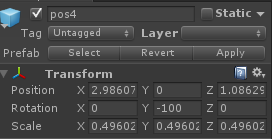 pos4 Static
Tag Untagged Layer
Prefab Select Revert Apply
Transform
Position X 2.98607 Y 0 Z 1.08629
Rotation X 0 Y -100 Z 0
Scale X 0.49602 Y 0.49602 Z 0.49602